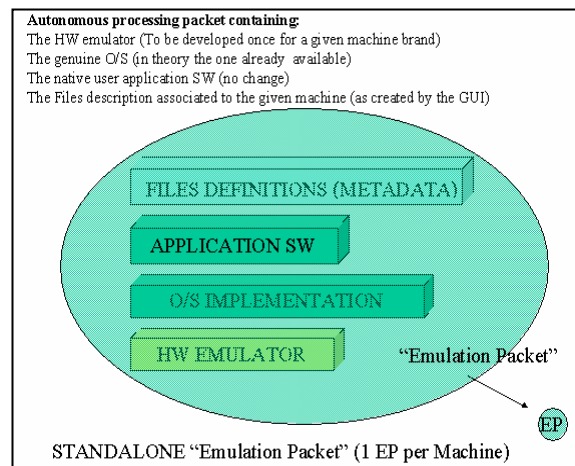 Autonomous processing packet containing:
The HW emulator (To be developed once for a given machine brand)
The genuine O/S (in theory the one already available)
The native user application SW (no change)
The Files description associated to the given machine (as created by the GUI)
FILES DEFINITIONS (METADATA)
APPLICATION SW
O/S IMPLEMENTATION
HW EMULATOR
“Emulation Packet”
EP
STANDALONE “Emulation Packet” (1 EP per Machine)